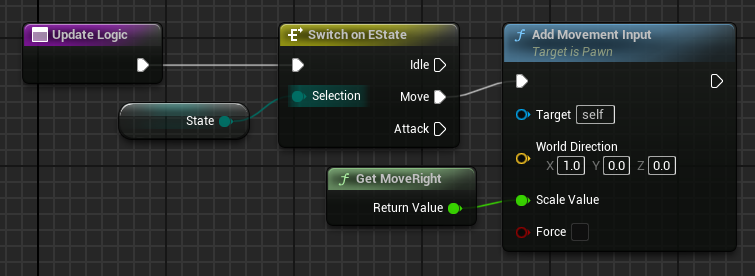 Update Logic
Switch on EState
Idle
Selection
Move
Attack
State
f Get MoveRight
Return Value
f Add Movement Input
Target is Pawn
Target self
World Direction
X 1.0 Y 0.0 Z 0.0
Scale Value
Force